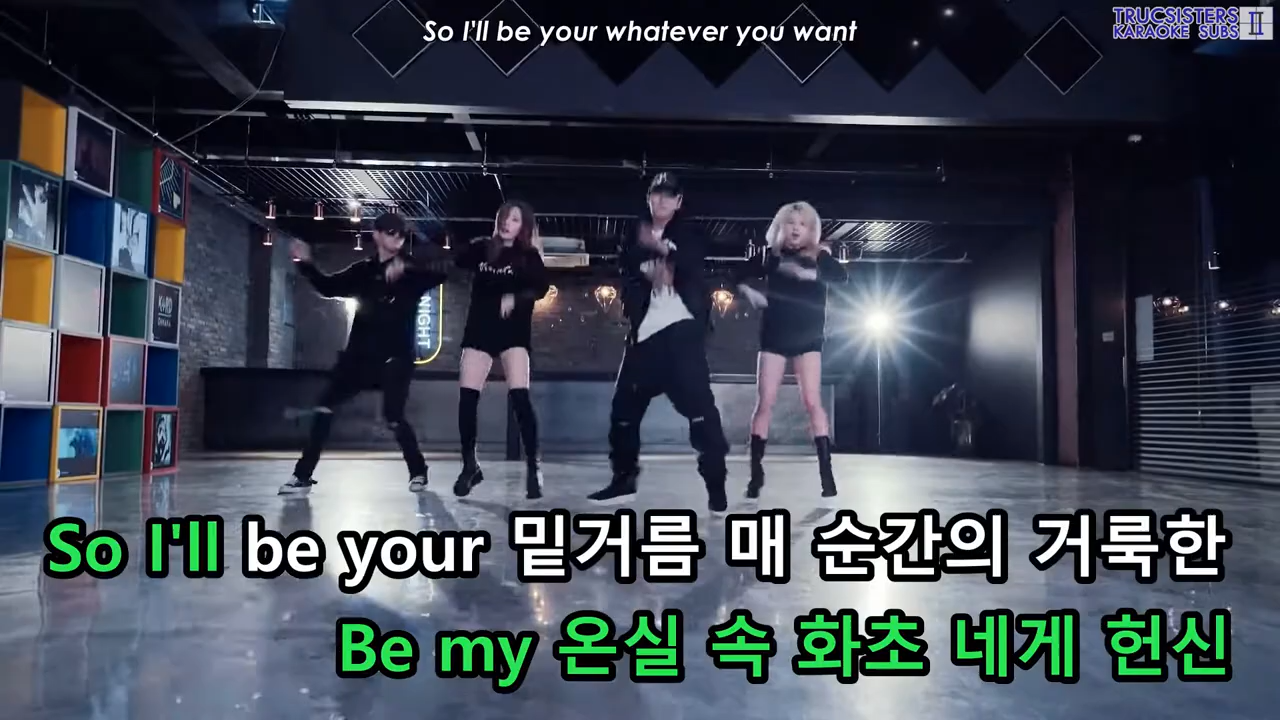 So I'll be your whatever you want
TRUCSISTERS
KARAOKE SUBS
K4RD
NIGHT
So I'll be your 밑거름 매 순간의 거룩한
Be my 온실 속 화초 네게 헌신